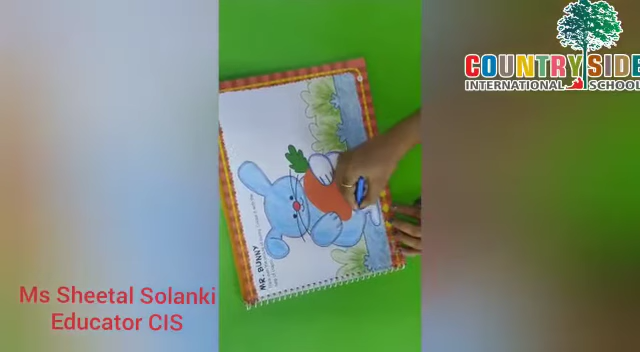 COUNTRY SIDE
INTERNATIONAL SCHOOL
MR. BUNNY
Ms Sheetal Solanki
Educator CIS